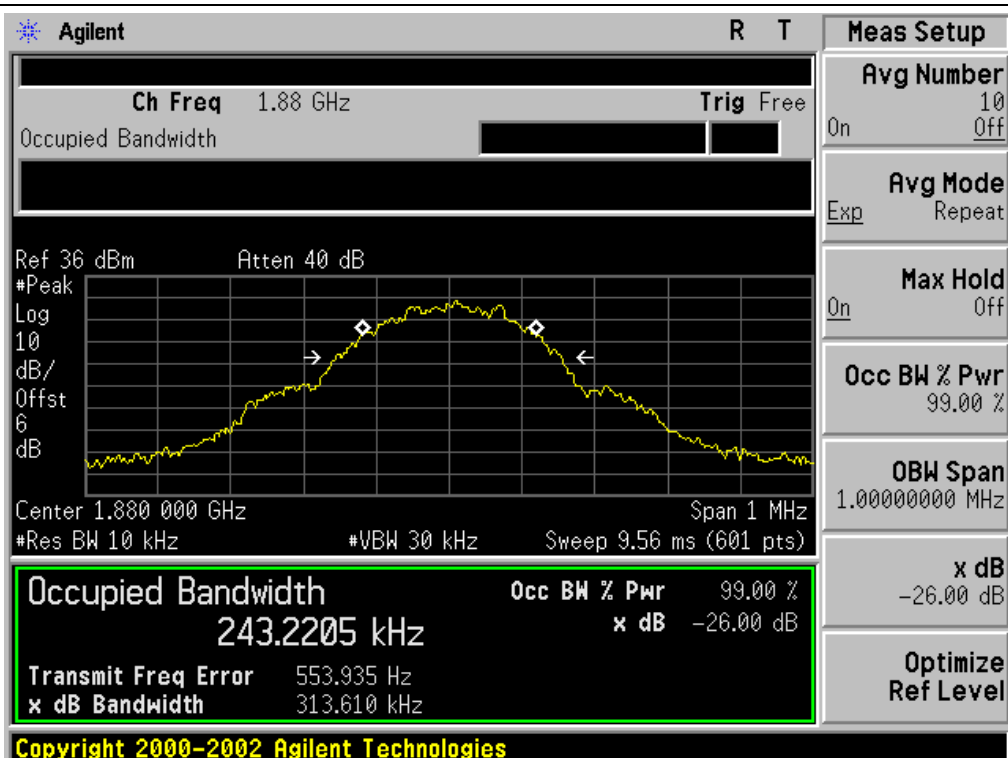 Agilent R T
Ch Freq 1.88 GHz Trig Free
Occupied Bandwidth
Ref 36 dBm Atten 40 dB
#Peak
Log
10
dB/
Offst
6
dB
Center 1.880 000 GHz Span 1 MHz
#Res BW 10 kHz #VBW 30 kHz Sweep 9.56 ms (601 pts)
Occupied Bandwidth
243.2205 kHz
Occ BW % Pwr 99.00 %
x dB -26.00 dB
Transmit Freq Error 553.935 Hz
x dB Bandwidth 313.610 kHz
Copyright 2000-2002 Agilent Technologies
Meas Setup
Avg Number
10
On Off
Avg Mode
Exp Repeat
Max Hold
On Off
Occ BW % Pwr
99.00 %
OBW Span
1.00000000 MHz
x dB
-26.00 dB
Optimize
Ref Level